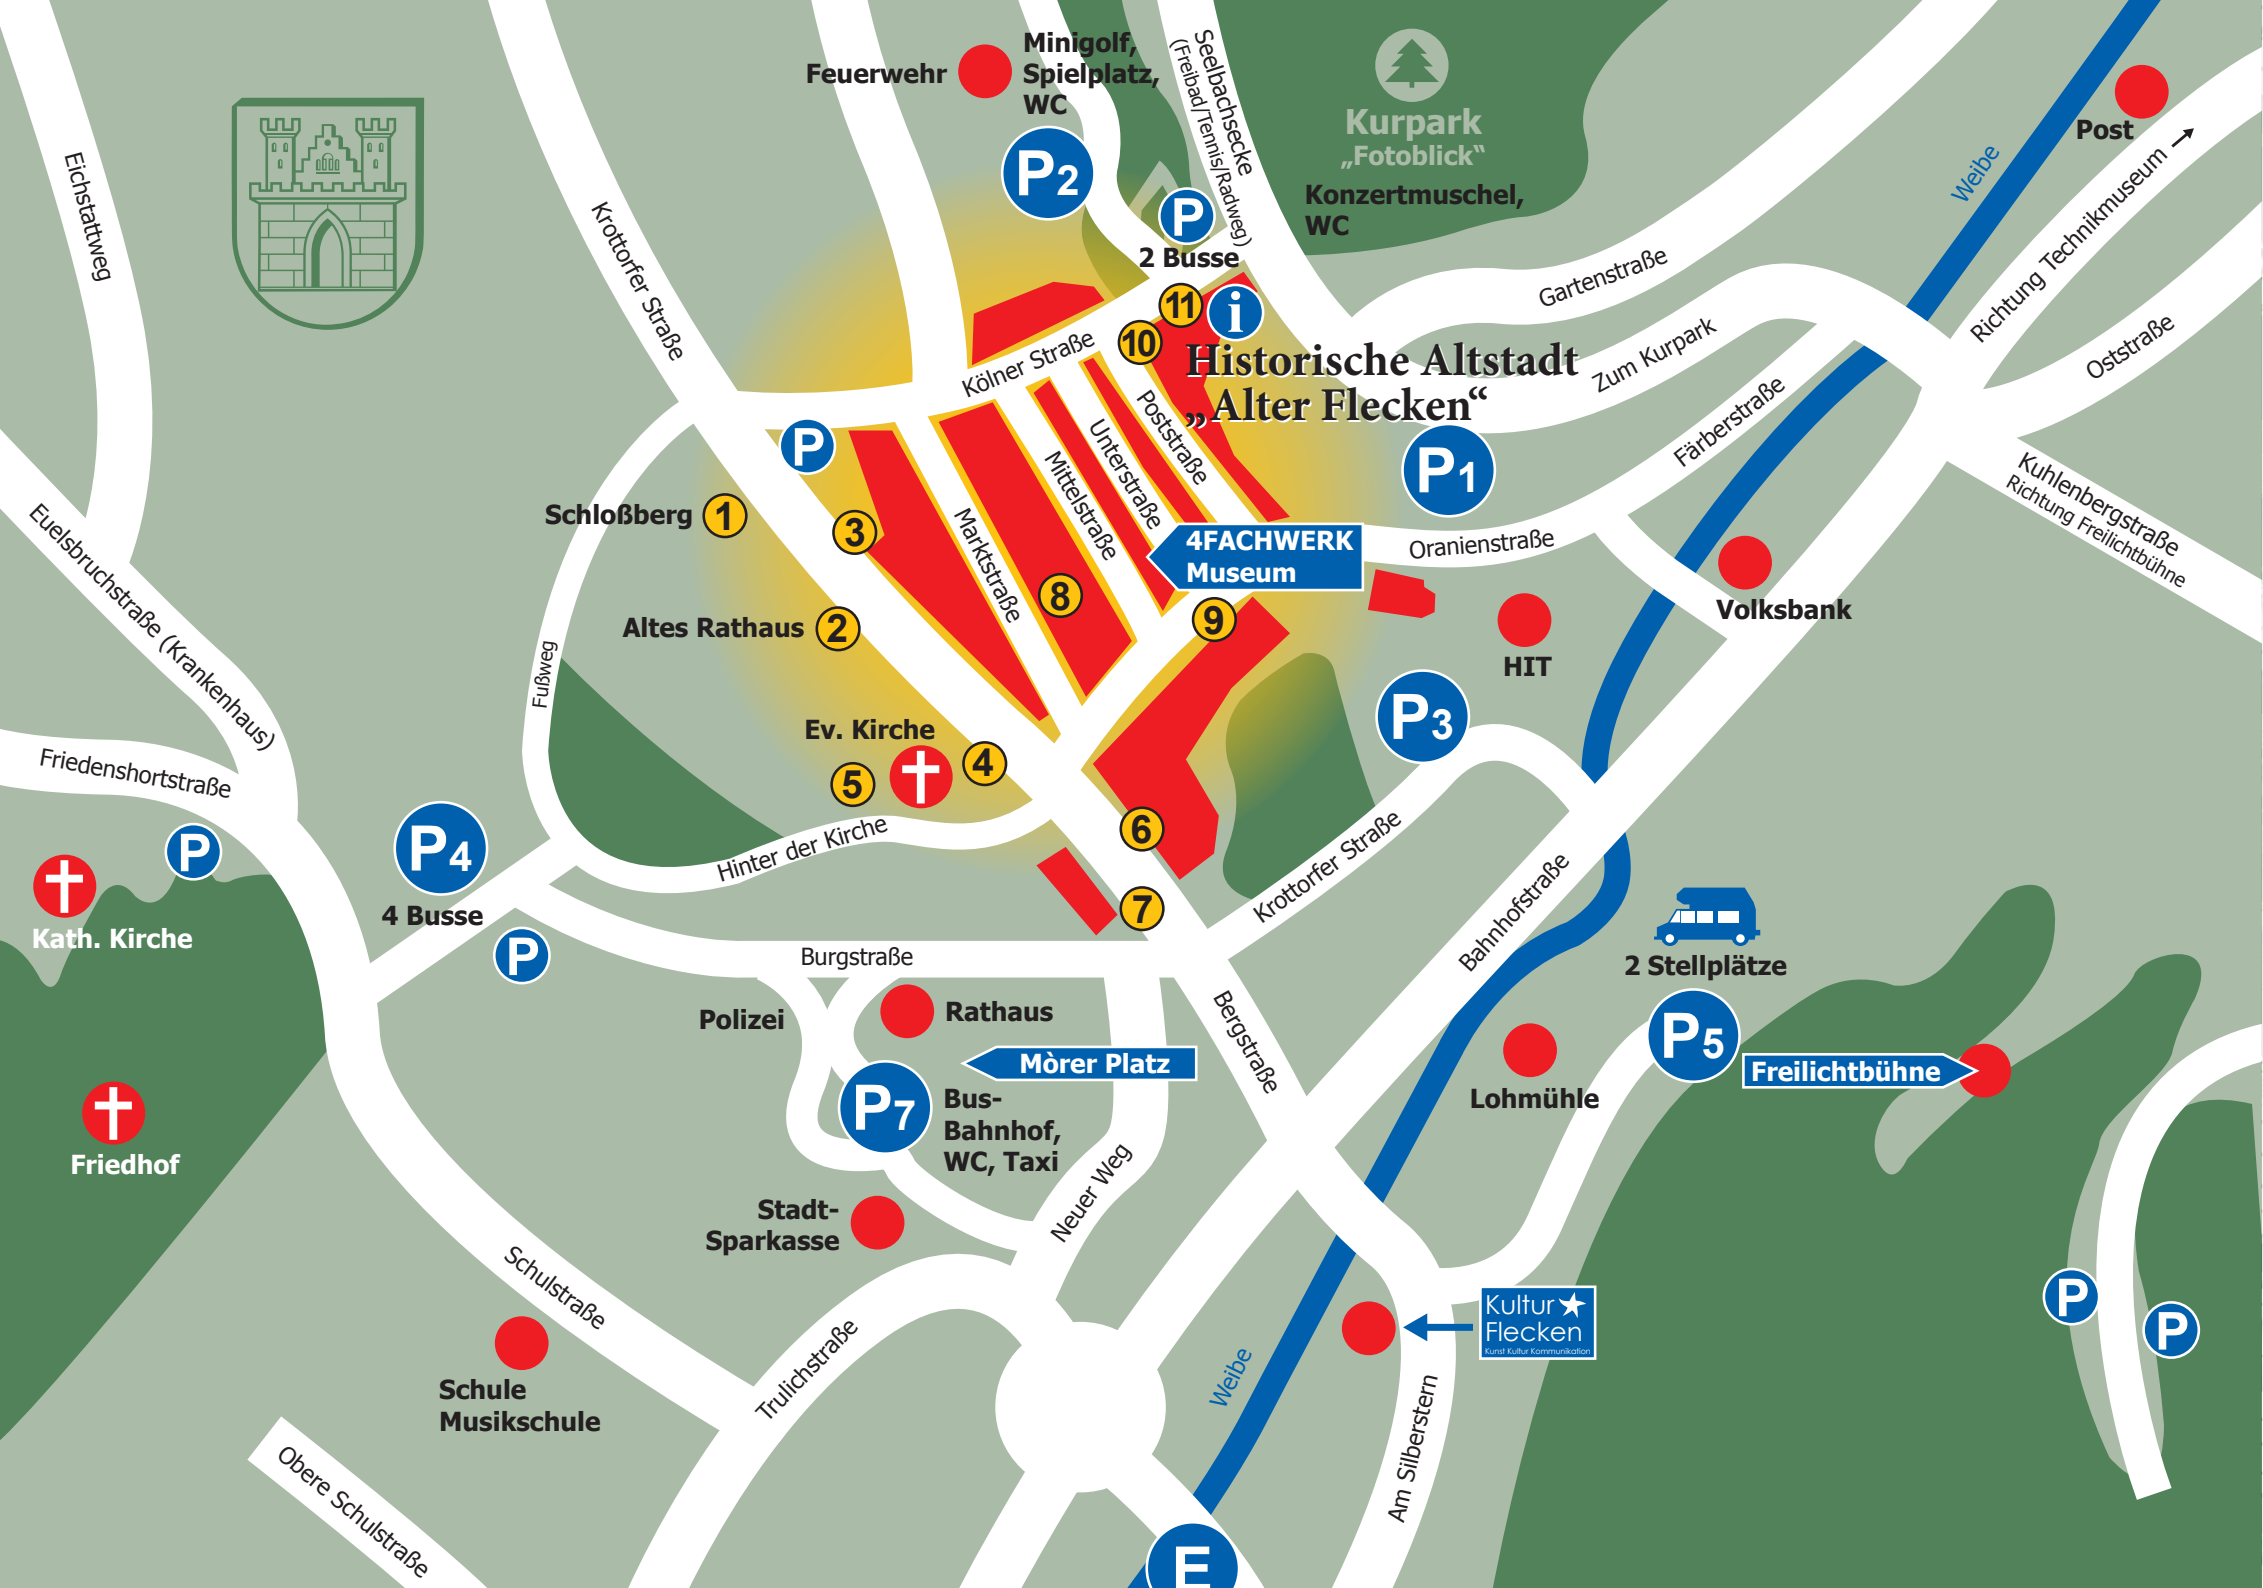 Feuerwehr
Minigolf,
Spielplatz,
WC
P2
Seelbachsecke
(Freibad/Tennis/Radweg)
Kurpark
„Fotoblick“
Konzertmuschel,
WC
Post
Weibe
Richtung Technikmuseum
Eichstattweg
Krottorfer Straße
P
2 Busse
Gartenstraße
Zum Kurpark
Oststraße
11
i
10
Kölner Straße
Historische Altstadt
„Alter Flecken“
Färberstraße
P1
P
Poststraße
Unterstraße
Mittelstraße
Marktstraße
Kuhlenbergstraße
Richtung Freilichtbühne
Schloßberg
1
3
4FACHWERK
Museum
Oranienstraße
Euelsbruchstraße (Krankenhaus)
8
9
Altes Rathaus
2
Volksbank
HIT
Fußweg
P3
Ev. Kirche
4
5
Friedenshortstraße
6
Hinter der Kirche
Krottorfer Straße
P
P4
4 Busse
Kath. Kirche
7
Bahnhofstraße
P
Burgstraße
2 Stellplätze
Polizei
Rathaus
Bergstraße
P5
Mòrer Platz
Freilichtbühne
Lohmühle
P7
Bus-
Bahnhof,
WC, Taxi
Friedhof
Neuer Weg
Stadt-
Sparkasse
Schulstraße
Kultur
Flecken
Kunst Kultur Kommunikation
P
P
Trulichstraße
Weibe
Schule
Musikschule
Am Silberstern
Obere Schulstraße
E